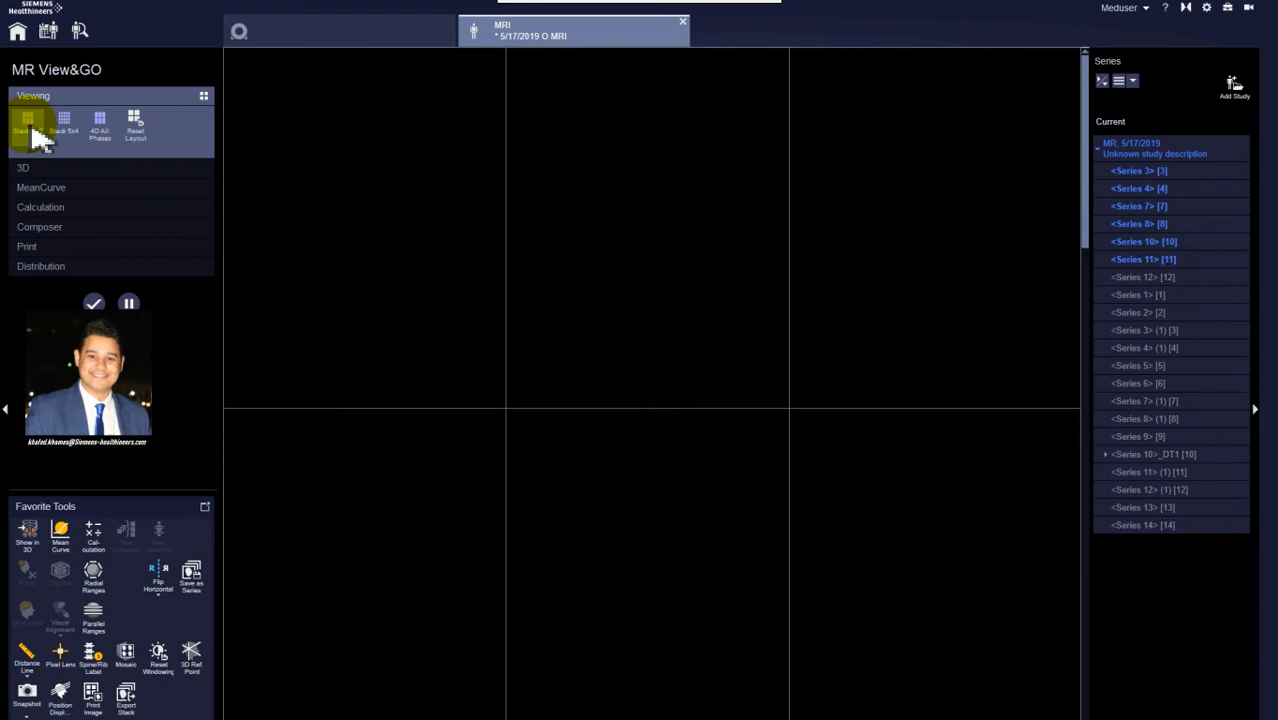 SIEMENS
Healthineers
Meduser
?
MRI
* 5/17/2019 O MRI
MR View&GO
Viewing
Stack 5x4
4D All
Phases
Reset
Layout
3D
MeanCurve
Calculation
Composer
Print
Distribution
khaled.khames@Siemens-healthineers.com
Favorite Tools
Show in
3D
Mean
Curve
Cal-
culation
Radial
Ranges
R R
Flip
Horizontal
Save as
Series
Visual
Alignment
Parallel
Ranges
Distance
Line
Pixel Lens
Spine/Rib
Label
Mosaic
Reset
Windowing
3D Ref.
Point
Snapshot
Position
Displ...
Print
Image
Export
Stack
Series
Add Study
Current
MR, 5/17/2019
Unknown study description
<Series 3> [3]
<Series 4> [4]
<Series 7> [7]
<Series 8> [8]
<Series 10> [10]
<Series 11> [11]
<Series 12> [12]
<Series 1> [1]
<Series 2> [2]
<Series 3> (1) [3]
<Series 4> (1) [4]
<Series 5> [5]
<Series 6> [6]
<Series 7> (1) [7]
<Series 8> (1) [8]
<Series 9> [9]
<Series 10>_DT1 [10]
<Series 11> (1) [11]
<Series 12> (1) [12]
<Series 13> [13]
<Series 14> [14]